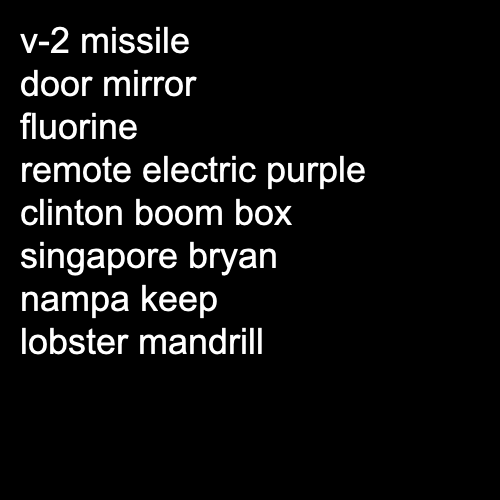 v-2 missile
door mirror
fluorine
remote electric purple
clinton boom box
singapore bryan
nampa keep
lobster mandrill